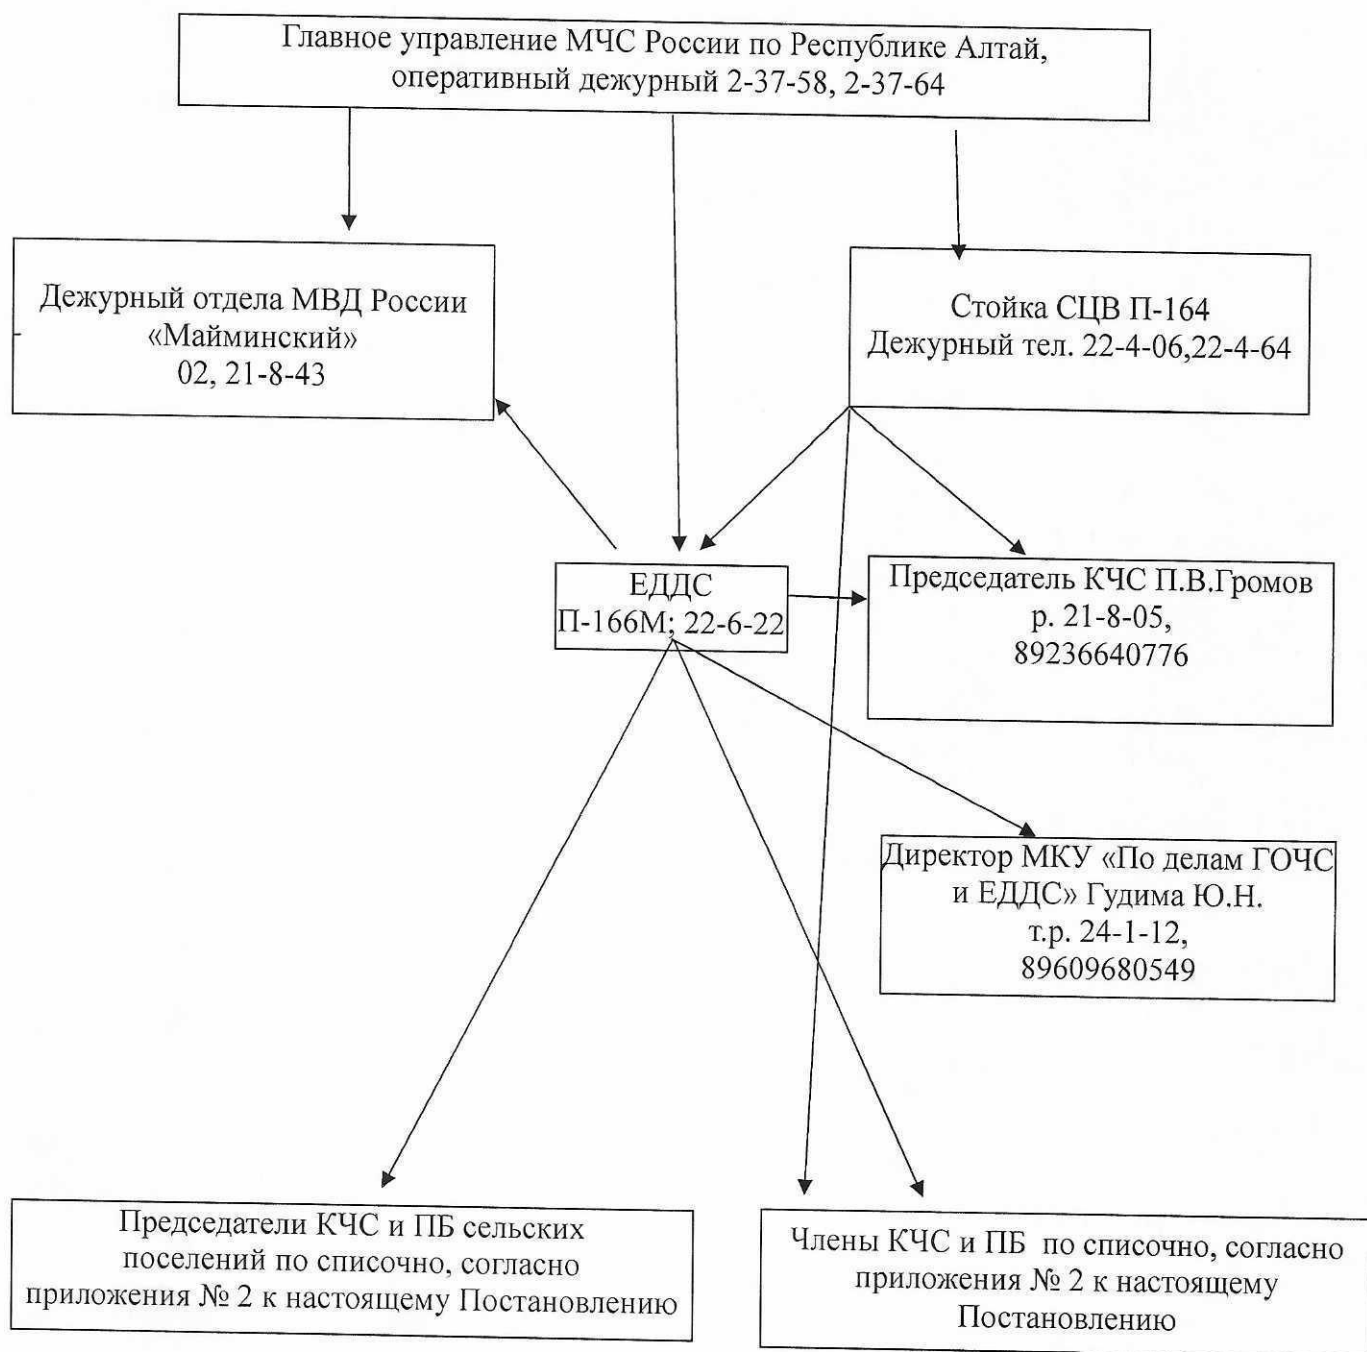 Главное управление МЧС России по Республике Алтай,
оперативный дежурный 2-37-58, 2-37-64
Дежурный отдела МВД России
«Майминский»
02, 21-8-43
Стойка СЦВ П-164
Дежурный тел. 22-4-06,22-4-64
ЕДДС
П-166М; 22-6-22
Председатель КЧС П.В.Громов
р. 21-8-05,
89236640776
Директор МКУ «По делам ГОЧС
и ЕДДС» Гудима Ю.Н.
т.р. 24-1-12,
89609680549
Председатели КЧС и ПБ сельских
поселений по списочно, согласно
приложения № 2 к настоящему Постановлению
Члены КЧС и ПБ по списочно, согласно
приложения № 2 к настоящему
Постановлению